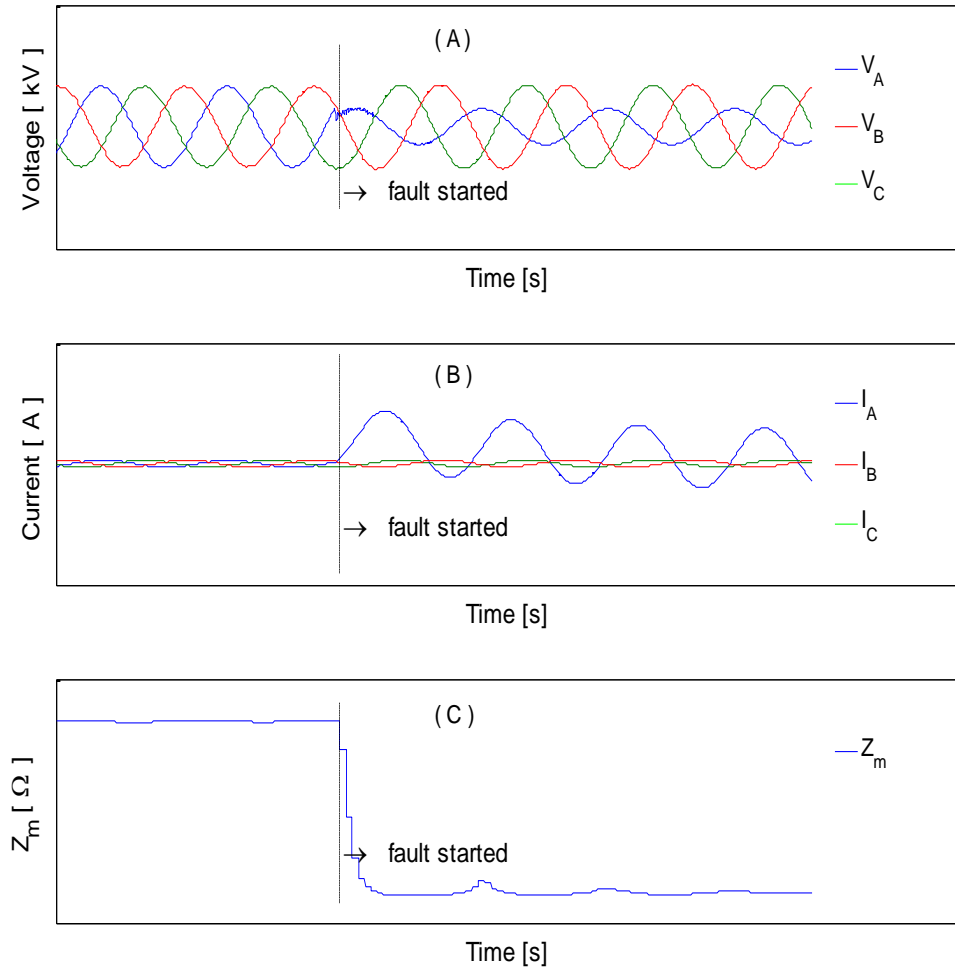 ( A )
Voltage [ kV ]
V_A
V_B
V_C
→ fault started
Time [s]
( B )
Current [ A ]
I_A
I_B
I_C
→ fault started
Time [s]
( C )
Z_m [ Ω ]
Z_m
→ fault started
Time [s]